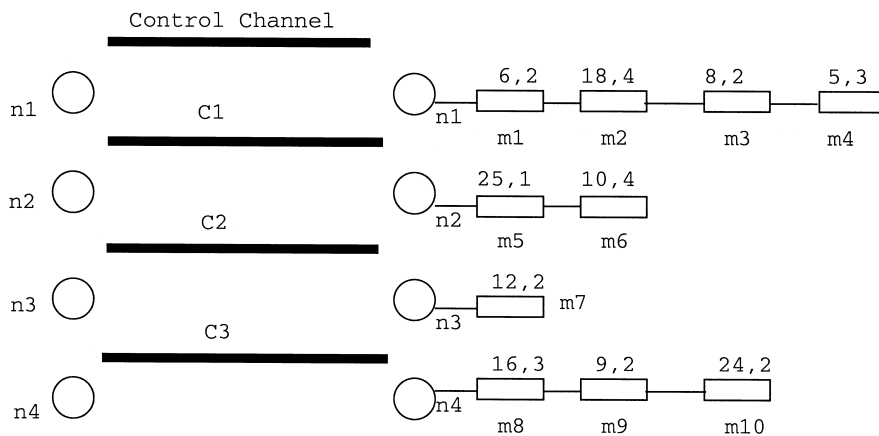 Control Channel
6,2 18,4 8,2 5,3
n1 C1 n1 m1 m2 m3 m4
25,1 10,4
n2 C2 n2 m5 m6
12,2
n3 C3 n3 m7
16,3 9,2 24,2
n4 n4 m8 m9 m10